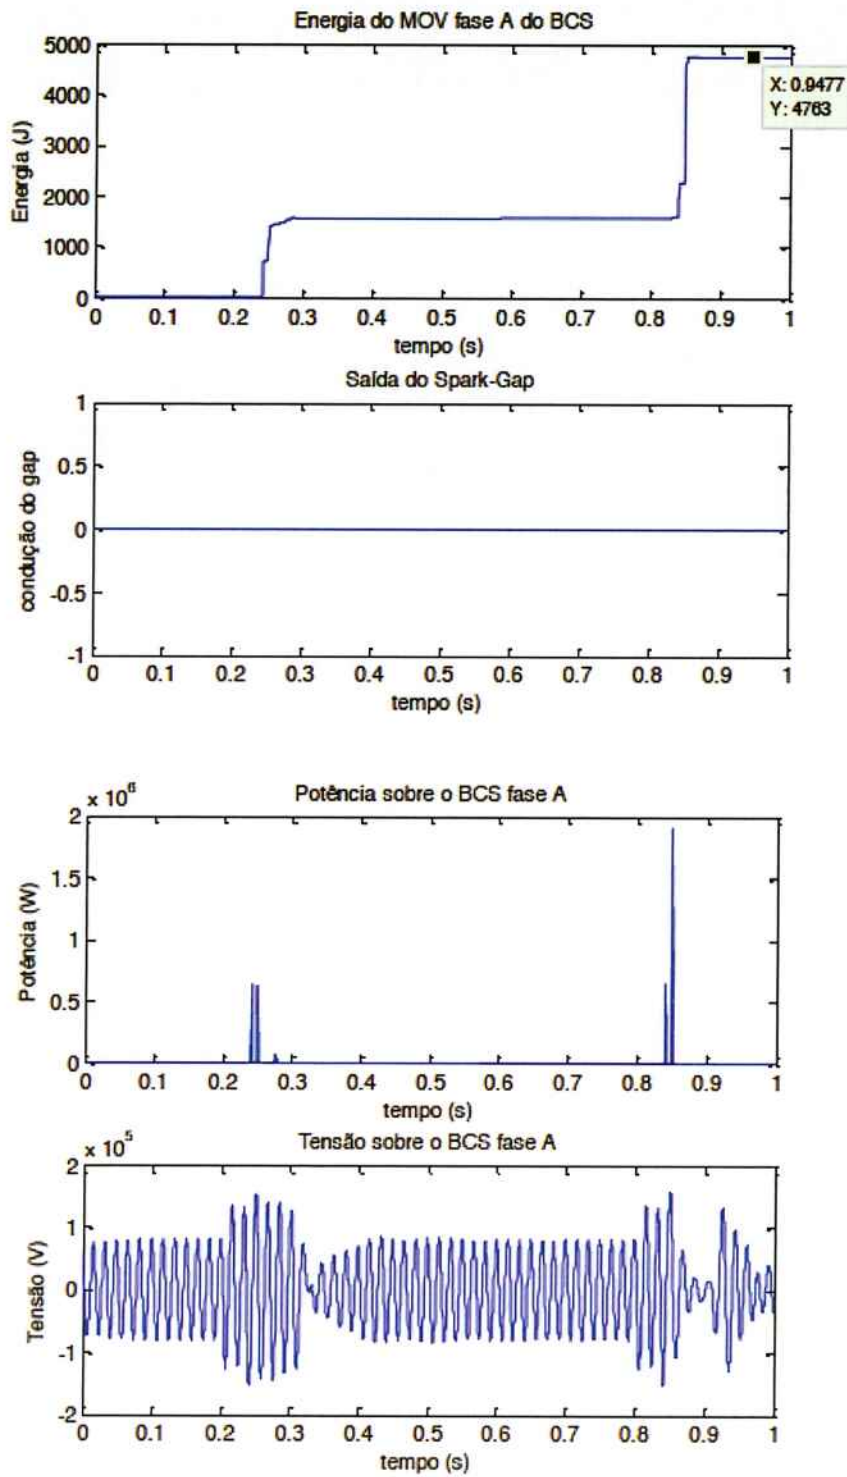 Energia do MOV fase A do BCS
5000
4000
3000
2000
1000
0
Energia (J)
X: 0.9477
Y: 4763
0 0.1 0.2 0.3 0.4 0.5 0.6 0.7 0.8 0.9 1
tempo (s)
Saída do Spark-Gap
1
0.5
0
-0.5
-1
condução do gap
0 0.1 0.2 0.3 0.4 0.5 0.6 0.7 0.8 0.9 1
tempo (s)
x 10^6
Potência sobre o BCS fase A
2
1.5
1
0.5
0
Potência (W)
0 0.1 0.2 0.3 0.4 0.5 0.6 0.7 0.8 0.9 1
tempo (s)
x 10^5
Tensão sobre o BCS fase A
2
1
0
-1
-2
Tensão (V)
0 0.1 0.2 0.3 0.4 0.5 0.6 0.7 0.8 0.9 1
tempo (s)